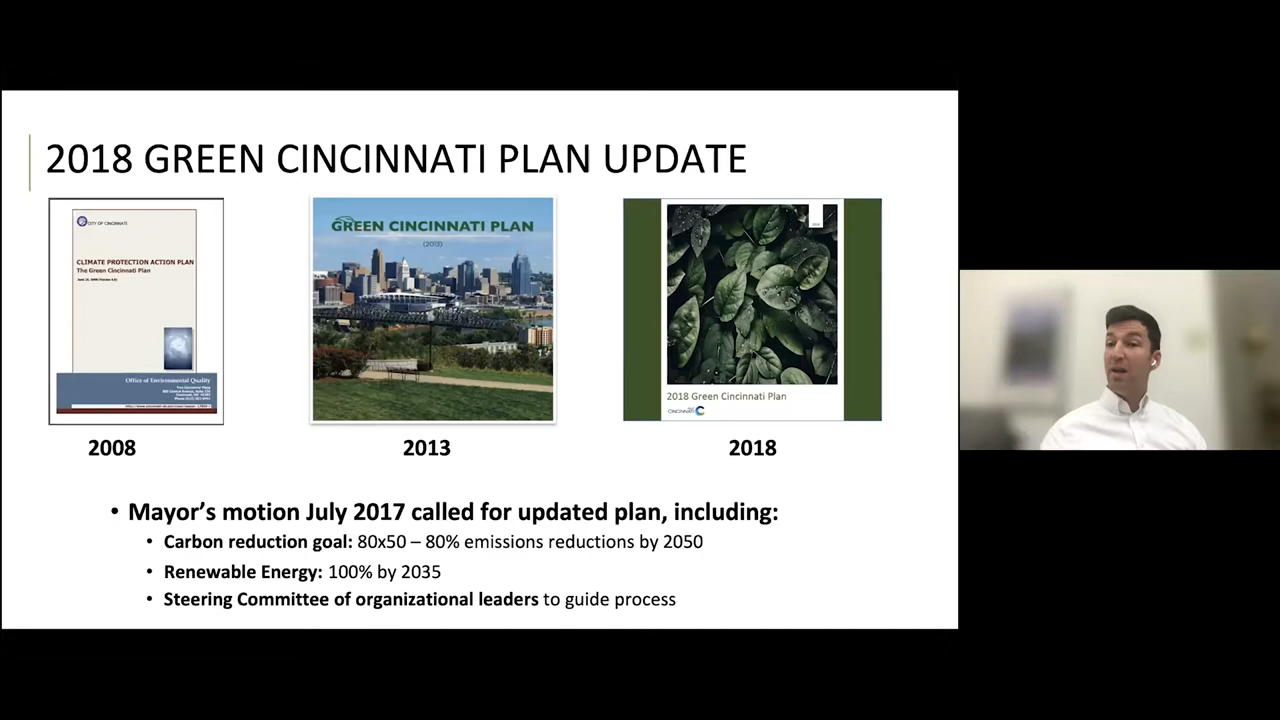 2018 GREEN CINCINNATI PLAN UPDATE
CITY OF CINCINNATI
CLIMATE PROTECTION ACTION PLAN
The Green Cincinnati Plan
Office of Environmental Quality
GREEN CINCINNATI PLAN
(2013)
2018 Green Cincinnati Plan
CINCINNATI
2008
2013
2018
• Mayor's motion July 2017 called for updated plan, including:
• Carbon reduction goal: 80x50 – 80% emissions reductions by 2050
• Renewable Energy: 100% by 2035
• Steering Committee of organizational leaders to guide process